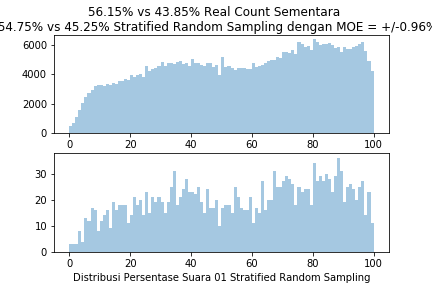 56.15% vs 43.85% Real Count Sementara
54.75% vs 45.25% Stratified Random Sampling dengan MOE = +/-0.96%
6000
4000
2000
0
0 20 40 60 80 100
30
20
10
0
0 20 40 60 80 100
Distribusi Persentase Suara 01 Stratified Random Sampling